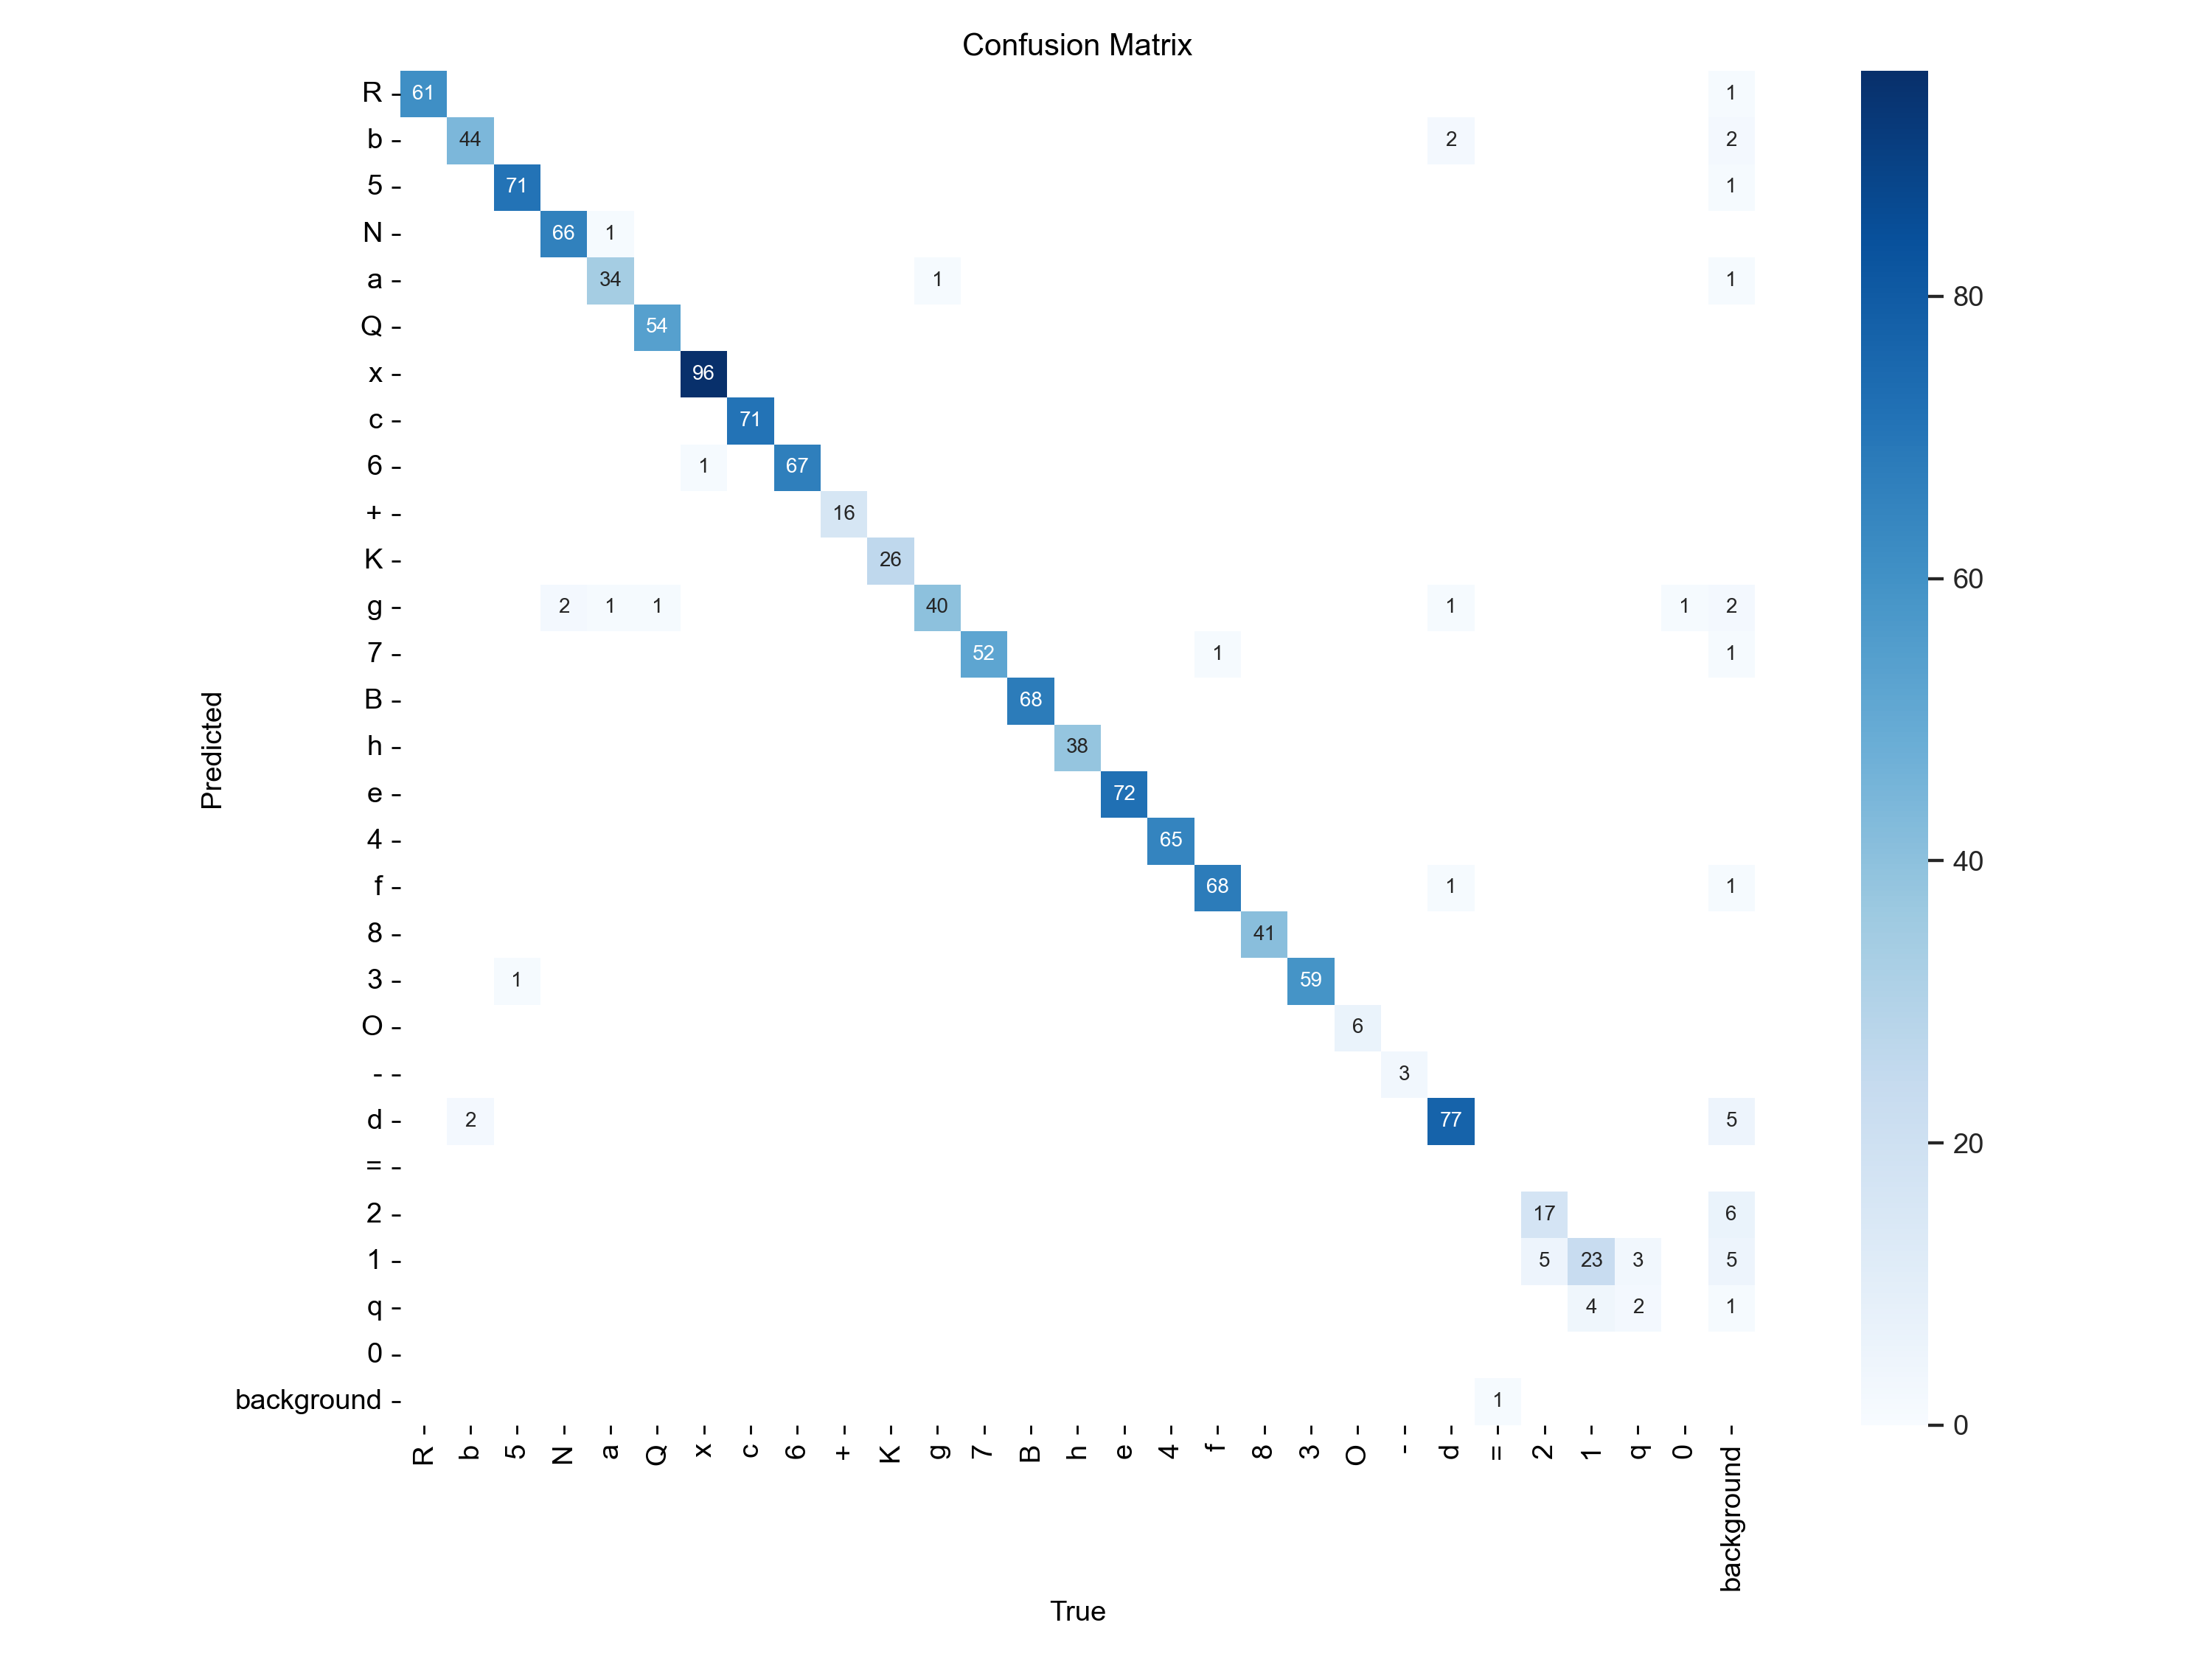 Confusion Matrix
R 61 1
b 44 2 2
5 71 1
N 66 1
a 34 1 1
Q 54
x 96
c 71
6 1 67
+ 16
K 26
g 2 1 1 40 1 1 2
7 52 1 1
B 68
h 38
e 72
4 65
f 68 1 1
8 41
3 1 59
O 6
- 3
d 2 77 5
=
2 17 6
1 5 23 3 5
q 4 2 1
0
background 1
R b 5 N a Q x c 6 + K g 7 B h e 4 f 8 3 O - d = 2 1 q 0 background
True
Predicted
80
60
40
20
0